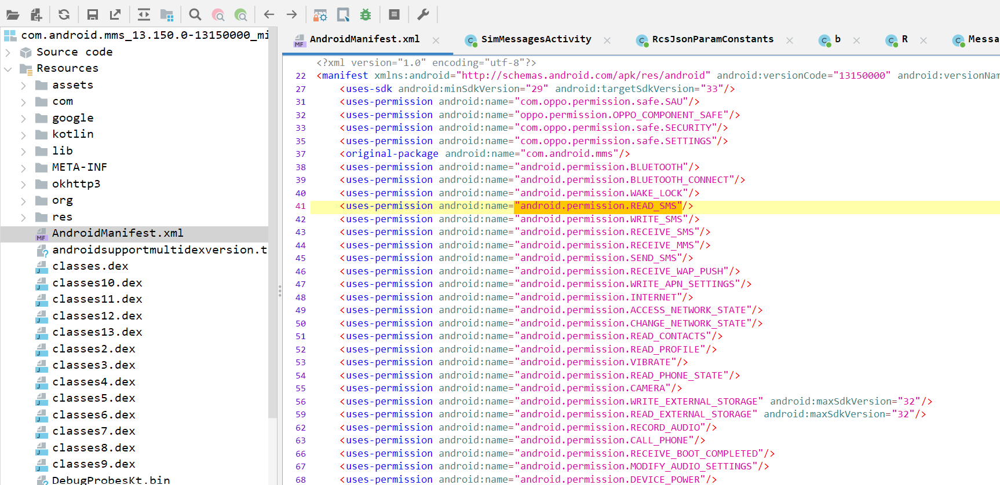 com.android.mms_13.150.0-13150000_mi
Source code
Resources
assets
com
google
kotlin
lib
META-INF
okhttp3
org
res
AndroidManifest.xml
androidsupportmultidexversion.t
classes.dex
classes10.dex
classes11.dex
classes12.dex
classes13.dex
classes2.dex
classes3.dex
classes4.dex
classes5.dex
classes6.dex
classes7.dex
classes8.dex
classes9.dex
DebugProbesKt.bin
AndroidManifest.xml SimMessagesActivity RcsJsonParamConstants b R Messa
<?xml version="1.0" encoding="utf-8"?>
22 <manifest xmlns:android="http://schemas.android.com/apk/res/android" android:versionCode="13150000" android:versionNam
27 <uses-sdk android:minSdkVersion="29" android:targetSdkVersion="33"/>
31 <uses-permission android:name="com.oppo.permission.safe.SAU"/>
32 <uses-permission android:name="oppo.permission.OPPO_COMPONENT_SAFE"/>
33 <uses-permission android:name="com.oppo.permission.safe.SECURITY"/>
35 <uses-permission android:name="com.oppo.permission.safe.SETTINGS"/>
37 <original-package android:name="com.android.mms"/>
38 <uses-permission android:name="android.permission.BLUETOOTH"/>
39 <uses-permission android:name="android.permission.BLUETOOTH_CONNECT"/>
40 <uses-permission android:name="android.permission.WAKE_LOCK"/>
41 <uses-permission android:name="android.permission.READ_SMS"/>
42 <uses-permission android:name="android.permission.WRITE_SMS"/>
43 <uses-permission android:name="android.permission.RECEIVE_SMS"/>
44 <uses-permission android:name="android.permission.RECEIVE_MMS"/>
45 <uses-permission android:name="android.permission.SEND_SMS"/>
46 <uses-permission android:name="android.permission.RECEIVE_WAP_PUSH"/>
47 <uses-permission android:name="android.permission.WRITE_APN_SETTINGS"/>
48 <uses-permission android:name="android.permission.INTERNET"/>
49 <uses-permission android:name="android.permission.ACCESS_NETWORK_STATE"/>
50 <uses-permission android:name="android.permission.CHANGE_NETWORK_STATE"/>
51 <uses-permission android:name="android.permission.READ_CONTACTS"/>
52 <uses-permission android:name="android.permission.READ_PROFILE"/>
53 <uses-permission android:name="android.permission.VIBRATE"/>
54 <uses-permission android:name="android.permission.READ_PHONE_STATE"/>
55 <uses-permission android:name="android.permission.CAMERA"/>
56 <uses-permission android:name="android.permission.WRITE_EXTERNAL_STORAGE" android:maxSdkVersion="32"/>
59 <uses-permission android:name="android.permission.READ_EXTERNAL_STORAGE" android:maxSdkVersion="32"/>
62 <uses-permission android:name="android.permission.RECORD_AUDIO"/>
63 <uses-permission android:name="android.permission.CALL_PHONE"/>
66 <uses-permission android:name="android.permission.RECEIVE_BOOT_COMPLETED"/>
67 <uses-permission android:name="android.permission.MODIFY_AUDIO_SETTINGS"/>
68 <uses-permission android:name="android.permission.DEVICE_POWER"/>